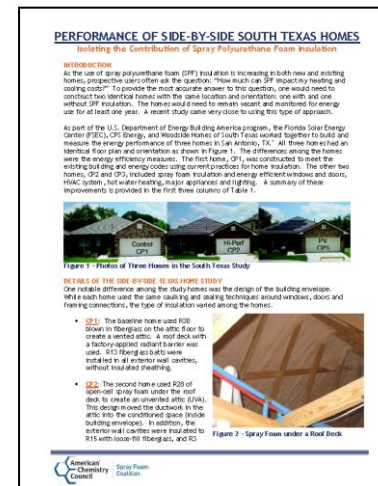 PERFORMANCE OF SIDE-BY-SIDE SOUTH TEXAS HOMES
Isolating the Contribution of Spray Polyurethane Foam Insulation
INTRODUCTION
As the use of spray polyurethane foam (SPF) insulation is increasing in both new and existing
homes, prospective users often ask the question: "How much can SPF impact my heating and
cooling costs?" To provide the most accurate answer to this question, one would need to
construct two identical homes with the same location and orientation: one with and one
without SPF insulation. The homes would need to remain vacant and monitored for energy
use for at least one year. A recent study came very close to using this type of approach.
As part of the U.S. Department of Energy Building America program, the Florida Solar Energy
Center (FSEC), CPS Energy, and Woodside Homes of South Texas worked together to build and
measure the energy performance of three homes in San Antonio, TX. All three homes had an
identical floor plan and orientation as shown in Figure 1. The differences among the homes
were the energy efficiency measures. The first home, CP1, was constructed to meet the
existing building and energy codes using current practices for home insulation. The other two
homes, CP2 and CP3, included spray foam insulation and energy efficient windows and doors,
HVAC system, hot water heating, major appliances and lighting. A summary of these
improvements is provided in the first three columns of Table 1.
Control
CP1
Hi-Perf
CP2
PV
CP3
Figure 1 - Photos of Three Homes in the South Texas Study
DETAILS OF THE SIDE-BY-SIDE TEXAS HOME STUDY
One notable difference among the study homes was the design of the building envelope.
While each home used the same caulking and sealing techniques around windows, doors and
framing connections, the type of insulation varied among the homes.
• CP1: The baseline home used R30
blown in fiberglass on the attic floor to
create a vented attic. A roof deck with
a factory-applied radiant barrier was
used. R13 fiberglass batts were
installed in all exterior wall cavities,
without insulated sheathing.
• CP2: The second home used R28 of
open-cell spray foam under the roof
deck to create an unvented attic (UVA).
This design moved the ductwork in the
attic into the conditioned space (inside
building envelope). In addition, the
exterior wall cavities were insulated to
R15 with loose-fill fiberglass, and R3
Figure 2 - Spray Foam under a Roof Deck
American
Chemistry
Council
Spray Foam
Coalition